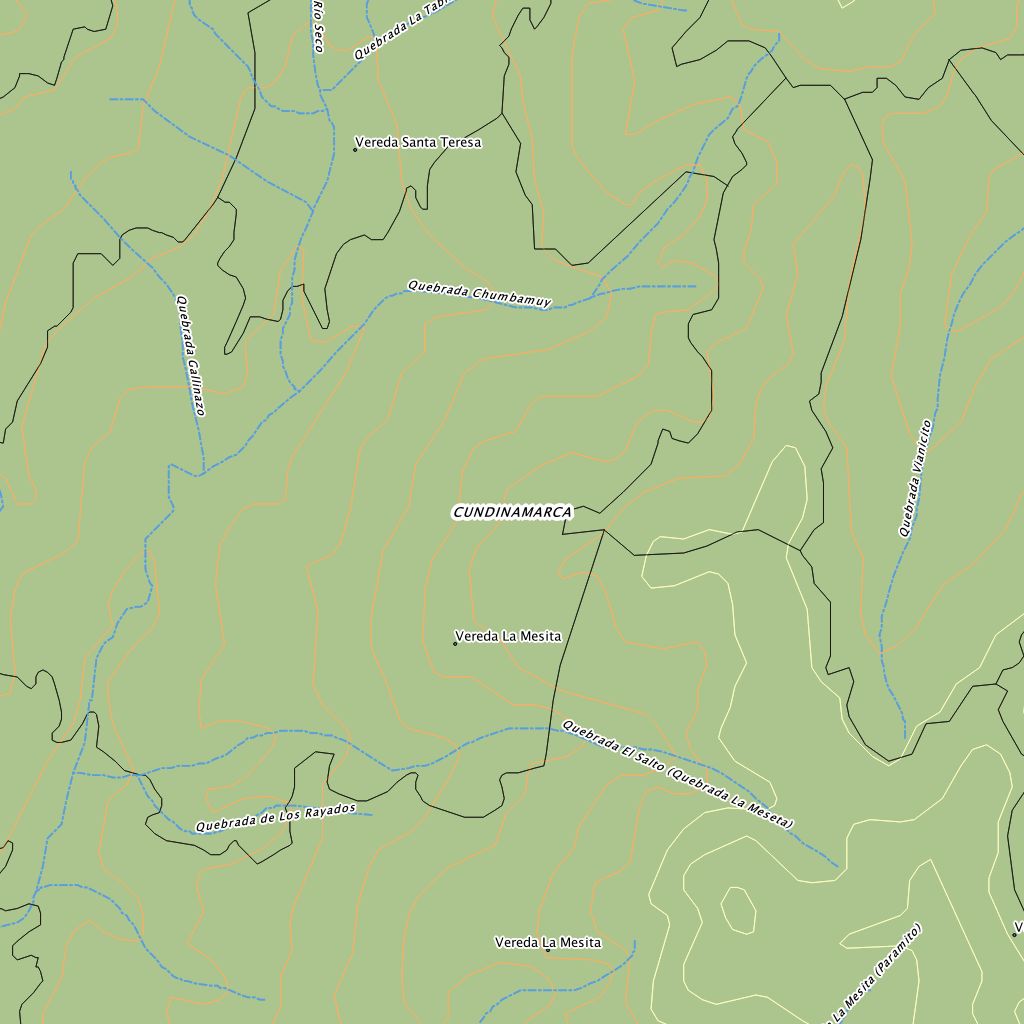 Río Seco
Quebrada La
Vereda Santa Teresa
Quebrada Chumbamuy
Quebrada Gallinazo
Quebrada Vianicito
CUNDINAMARCA
Vereda La Mesita
Quebrada El Salto (Quebrada La Meseta)
Quebrada de Los Rayados
Vereda La Mesita
La Mesita (Paramito)